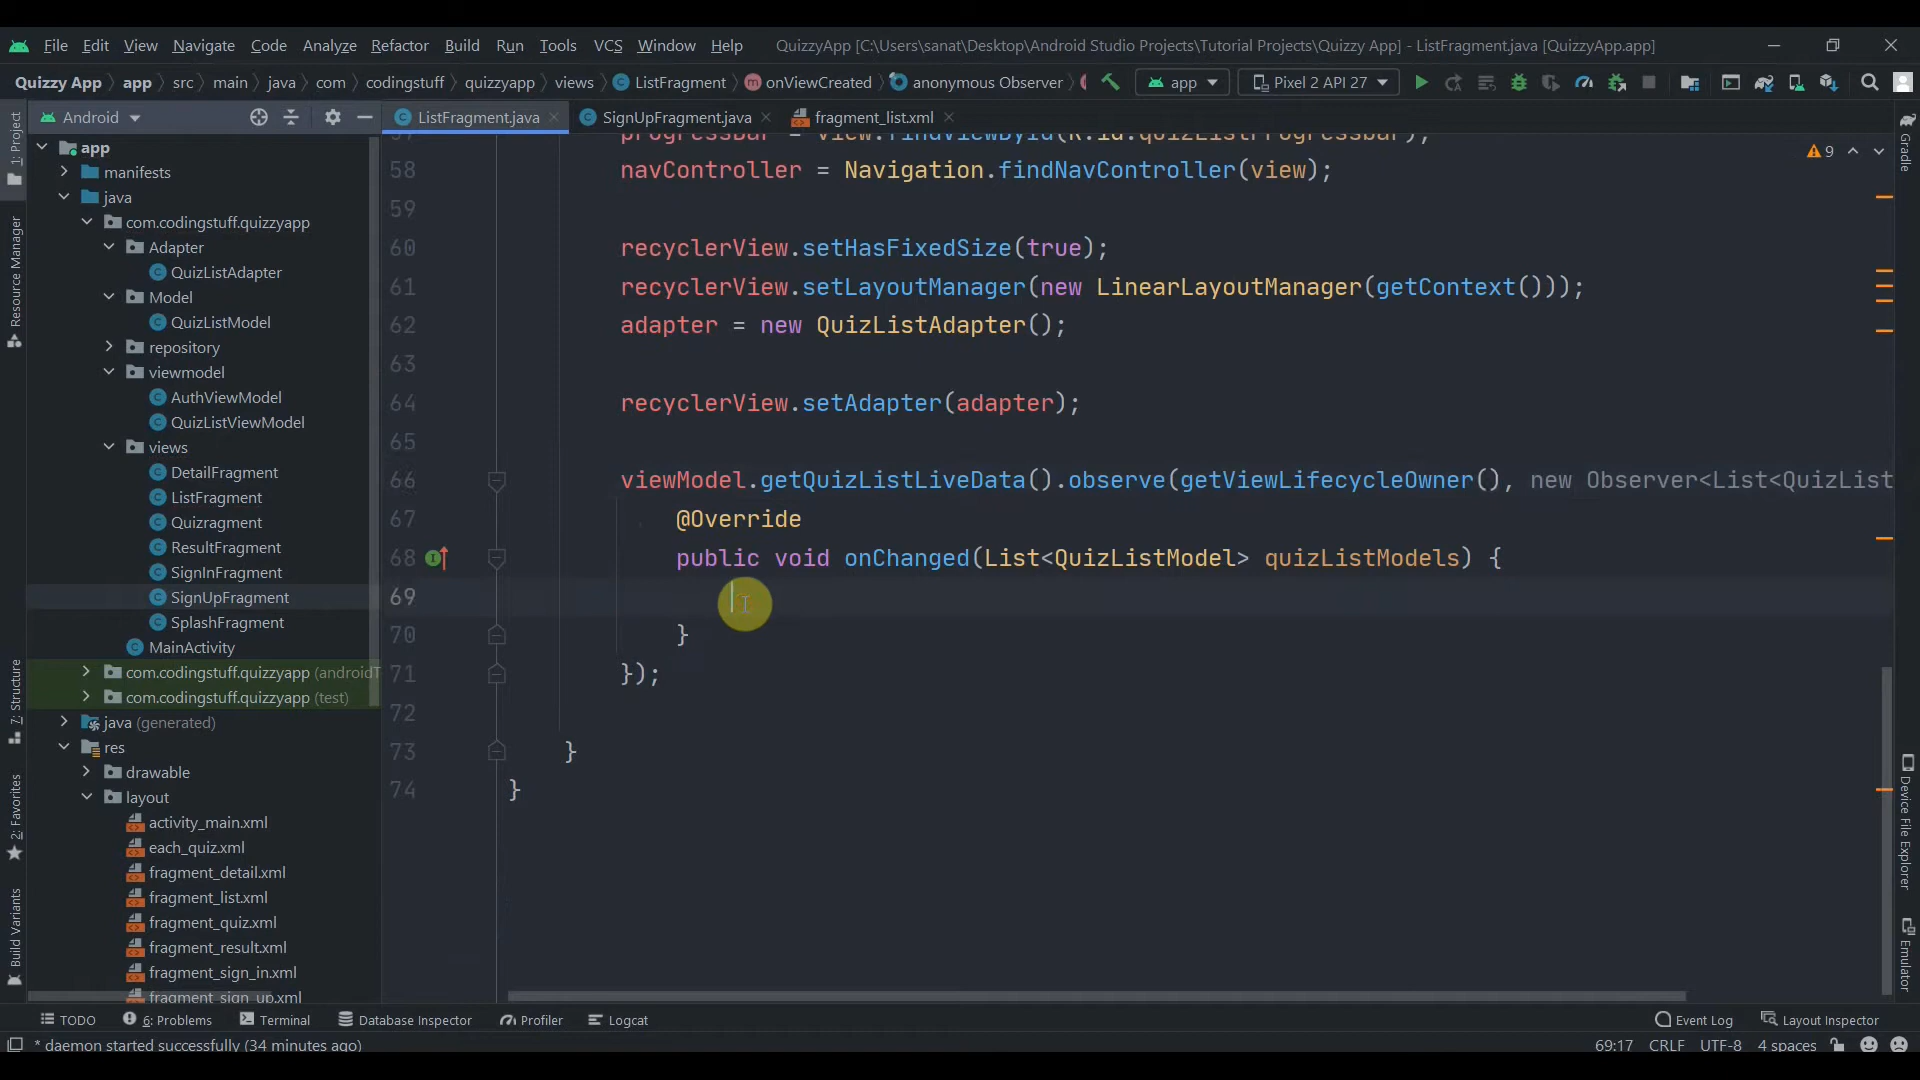 File Edit View Navigate Code Analyze Refactor Build Run Tools VCS Window Help QuizzyApp [C:\Users\sanat\Desktop\Android Studio Projects\Tutorial Projects\Quizzy App] - ListFragment.java [QuizzyApp.app]
Quizzy App app src main java com codingstuff quizzyapp views ListFragment onViewCreated anonymous Observer app Pixel 2 API 27
Android ListFragment.java SignUpFragment.java fragment_list.xml
1: Project
Resource Manager
7: Structure
2: Favorites
Build Variants
app
manifests
java
com.codingstuff.quizzyapp
Adapter
QuizListAdapter
Model
QuizListModel
repository
viewmodel
AuthViewModel
QuizListViewModel
views
DetailFragment
ListFragment
Quizragment
ResultFragment
SignInFragment
SignUpFragment
SplashFragment
MainActivity
com.codingstuff.quizzyapp (androidT
com.codingstuff.quizzyapp (test)
java (generated)
res
drawable
layout
activity_main.xml
each_quiz.xml
fragment_detail.xml
fragment_list.xml
fragment_quiz.xml
fragment_result.xml
fragment_sign_in.xml
fragment_sign_up.xml
57 progressBar = view.findViewById(R.id.quizListProgressbar);
58 navController = Navigation.findNavController(view);
59
60 recyclerView.setHasFixedSize(true);
61 recyclerView.setLayoutManager(new LinearLayoutManager(getContext()));
62 adapter = new QuizListAdapter();
63
64 recyclerView.setAdapter(adapter);
65
66 viewModel.getQuizListLiveData().observe(getViewLifecycleOwner(), new Observer<List<QuizList
67 @Override
68 public void onChanged(List<QuizListModel> quizListModels) {
69
70 }
71 });
72
73 }
74 }
9
Gradle
Device File Explorer
Emulator
TODO 6: Problems Terminal Database Inspector Profiler Logcat Event Log Layout Inspector
* daemon started successfully (34 minutes ago) 69:17 CRLF UTF-8 4 spaces